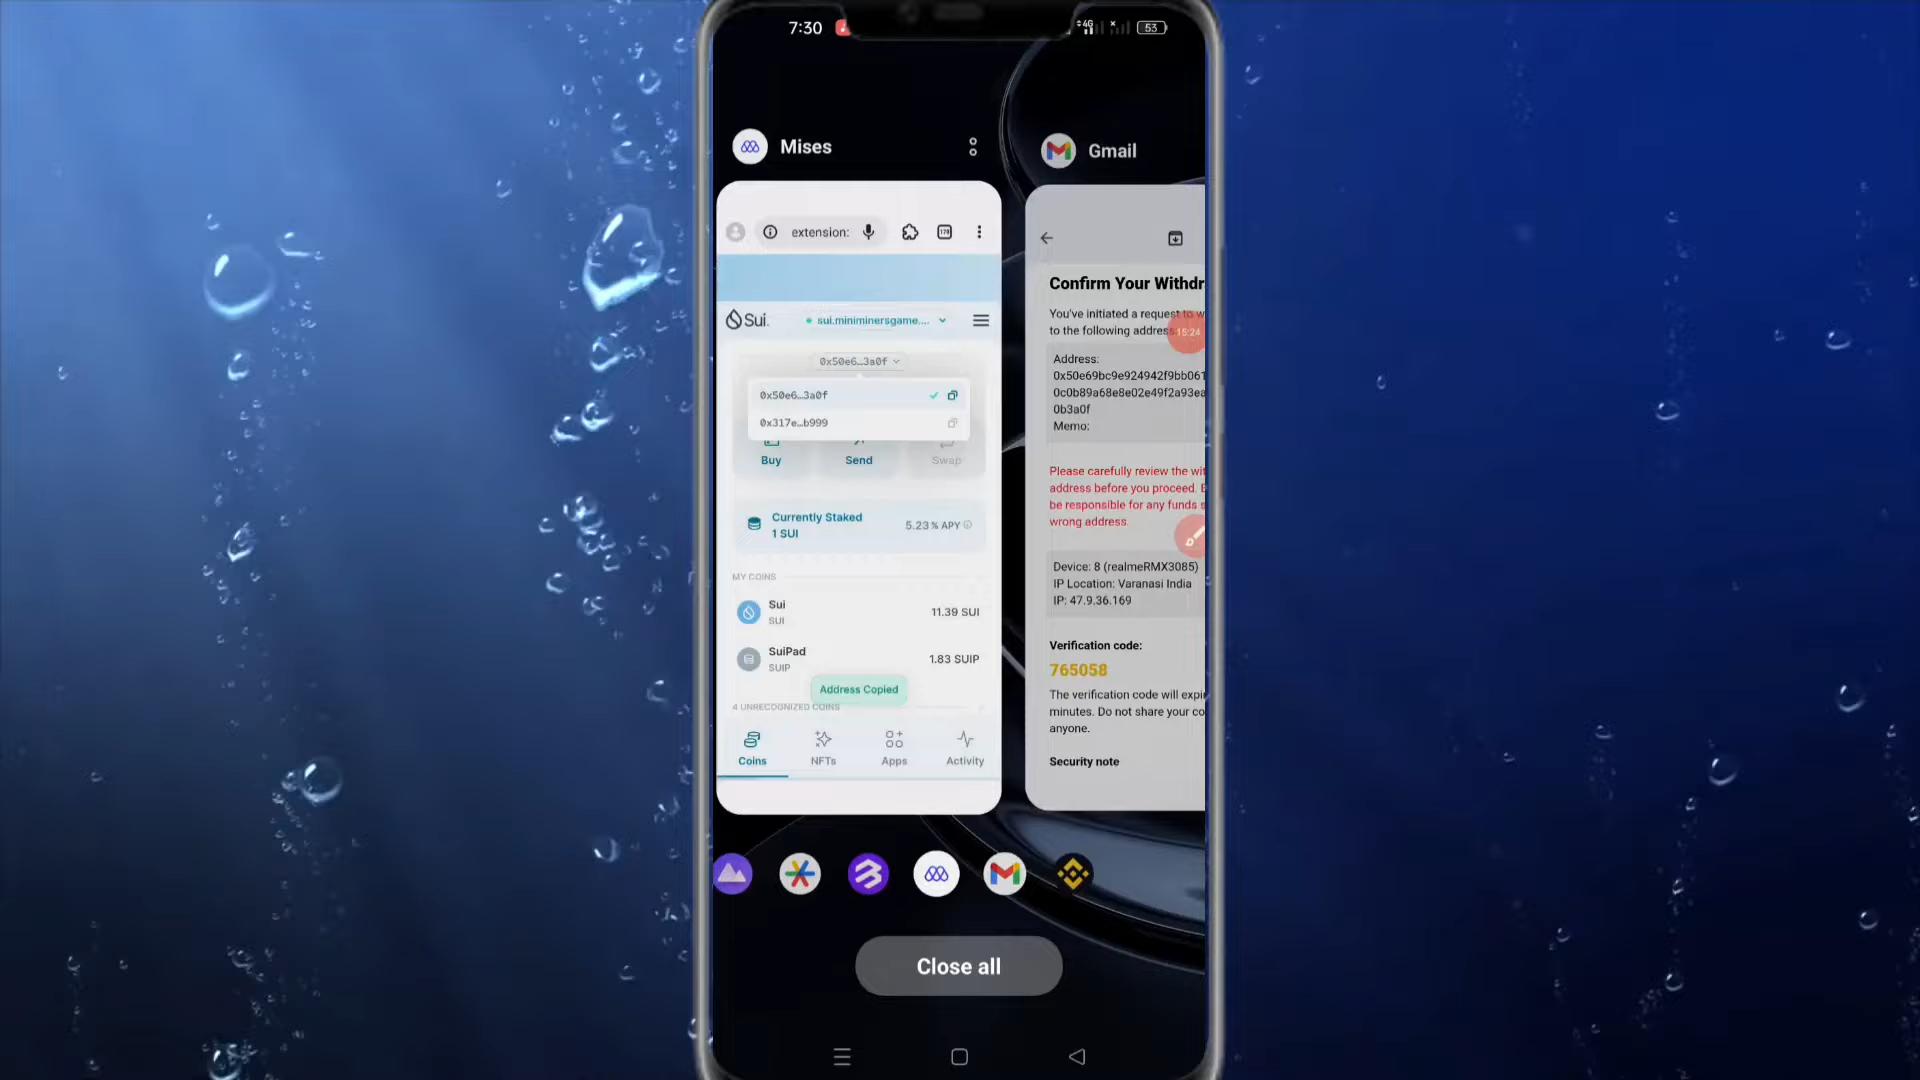 7:30
4G
53
Mises
Gmail
extension:
Sui
sui.miniminersgame....
0x50e6…3a0f
0x50e6…3a0f
0x317e…b999
Buy
Send
Swap
Currently Staked
1 SUI
5.23 % APY
MY COINS
Sui
SUI
11.39 SUI
SuiPad
SUIP
1.83 SUIP
Address Copied
4 UNRECOGNIZED COINS
Coins
NFTs
Apps
Activity
Confirm Your Withdr
You've initiated a request to w
to the following address
15:24
Address:
0x50e69bc9e924942f9bb061
0c0b89a68e8e02e49f2a93ea
0b3a0f
Memo:
Please carefully review the wit
address before you proceed. B
be responsible for any funds s
wrong address.
Device: 8 (realmeRMX3085)
IP Location: Varanasi India
IP: 47.9.36.169
Verification code:
765058
The verification code will expir
minutes. Do not share your co
anyone.
Security note
Close all